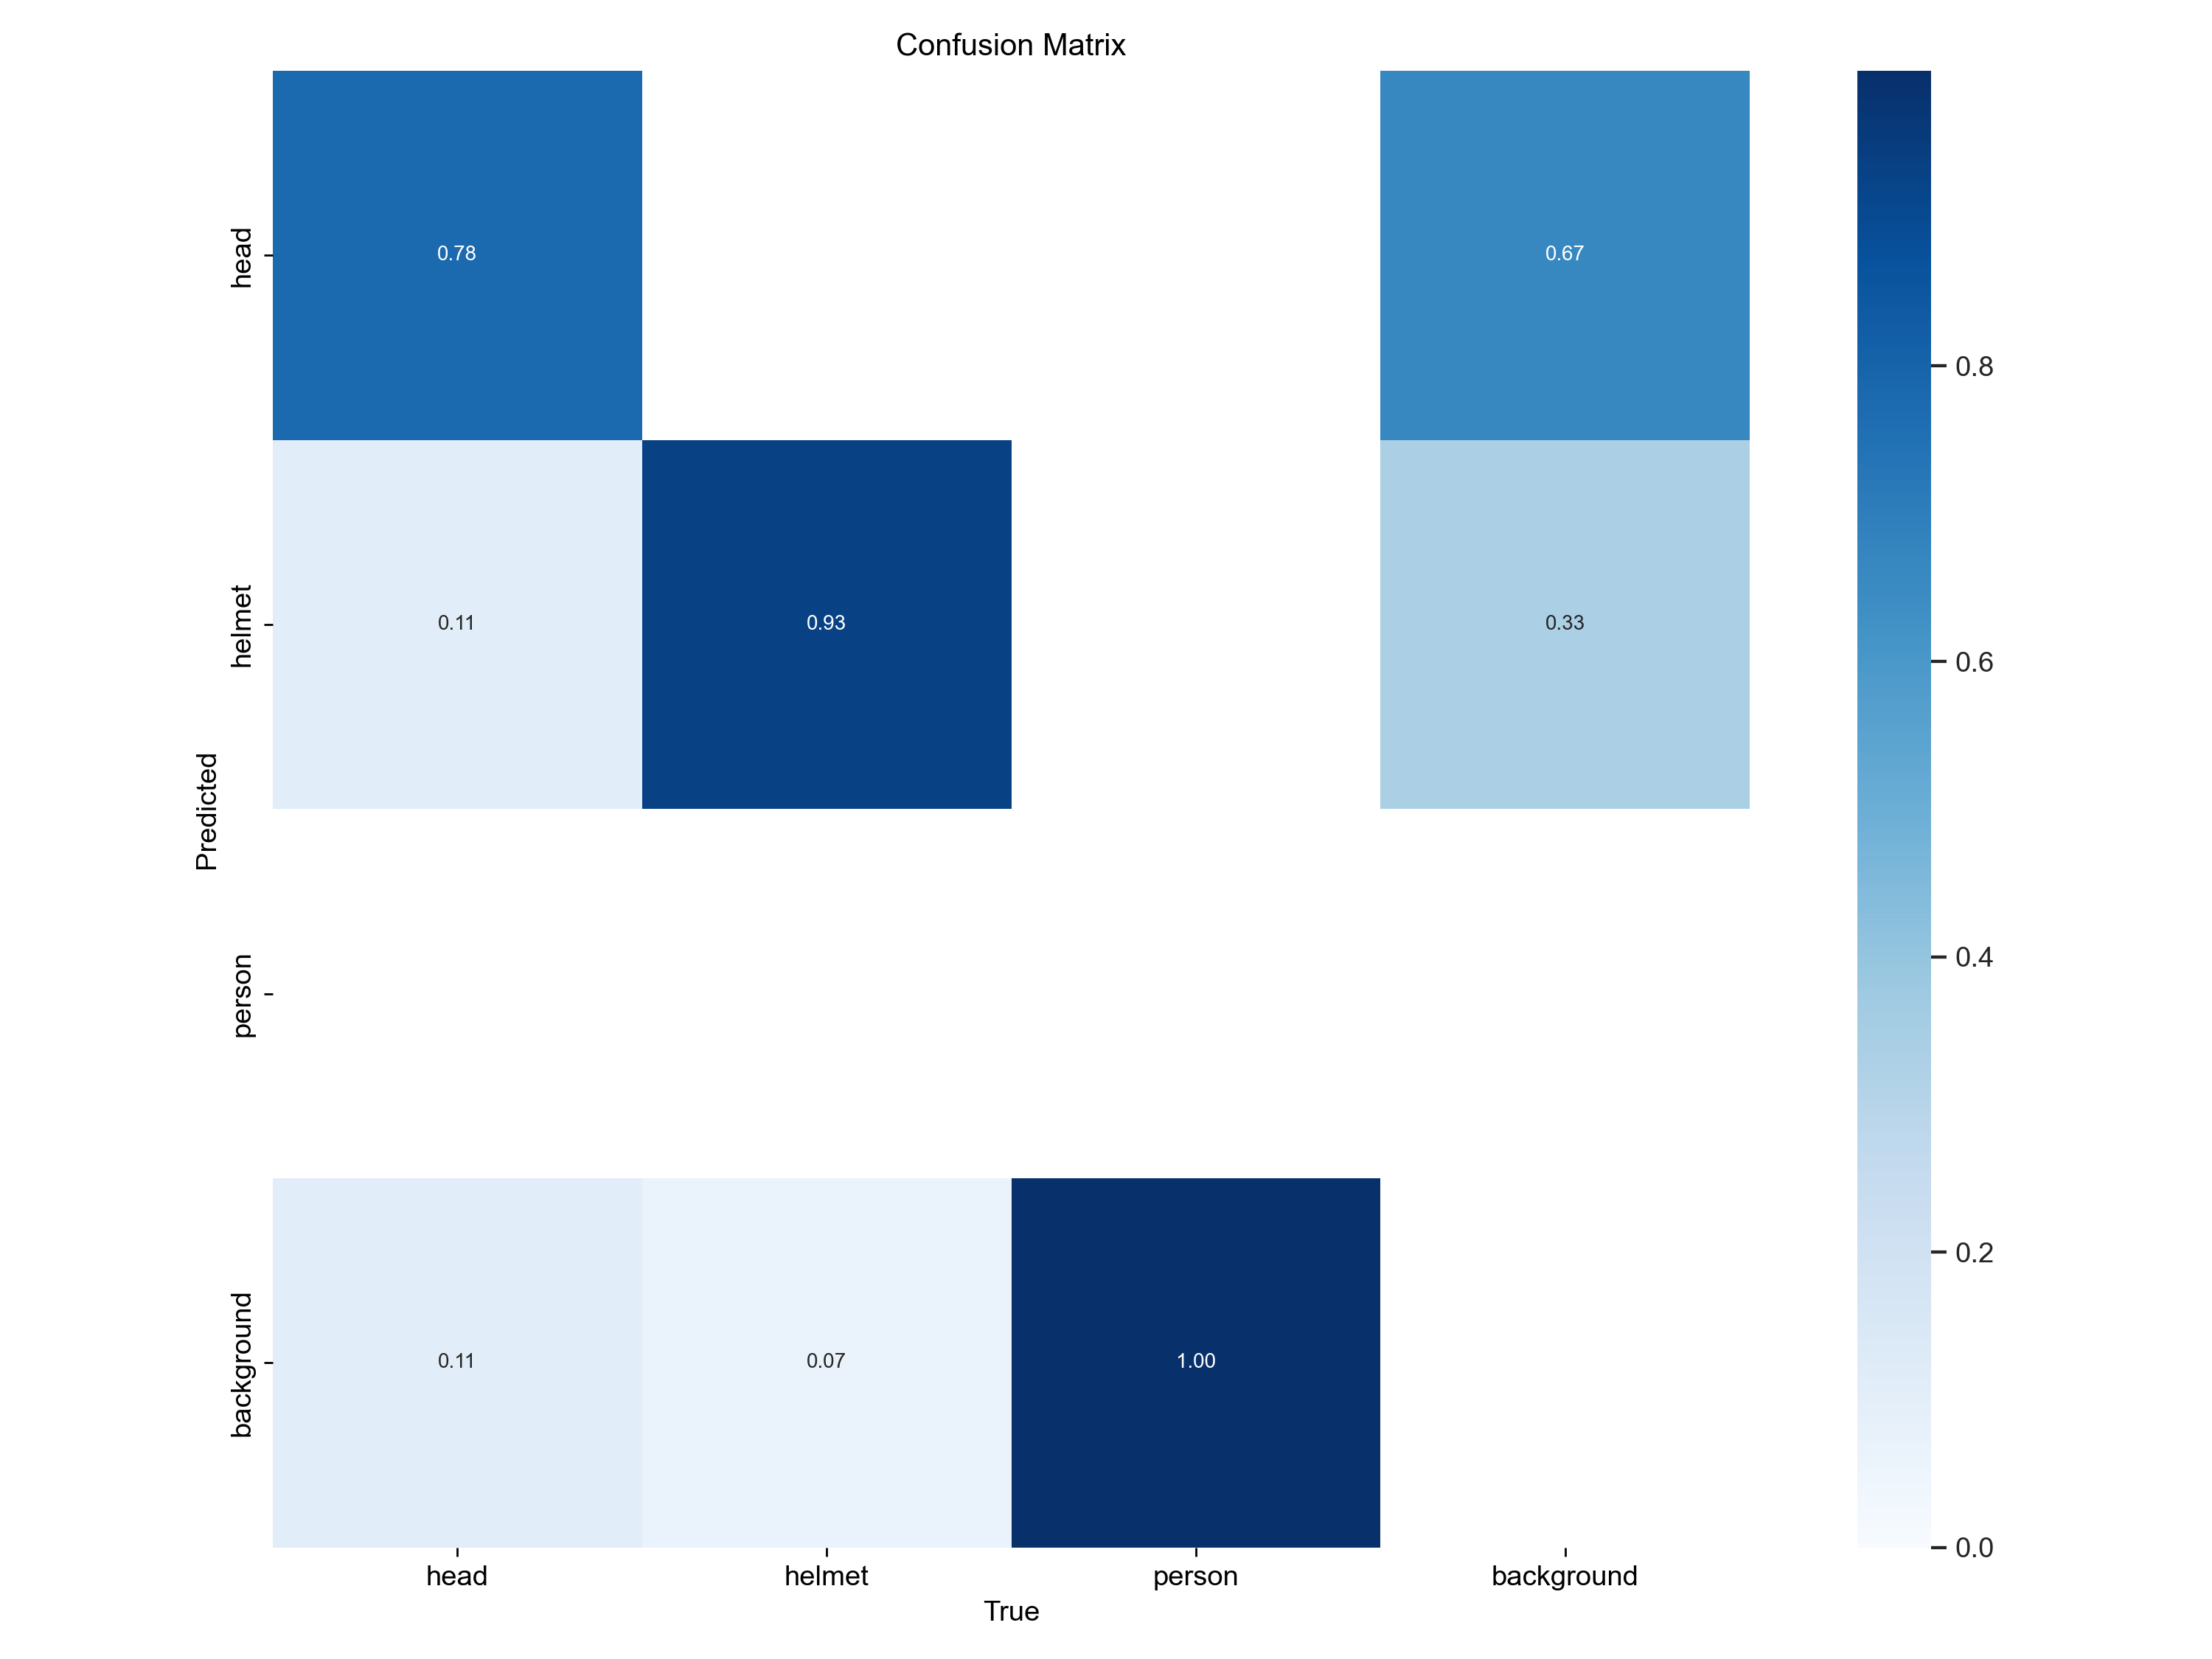 Confusion Matrix
head
0.78
0.67
0.8
helmet
0.11
0.93
0.33
0.6
Predicted
person
0.4
background
0.11
0.07
1.00
0.2
0.0
head
helmet
person
background
True